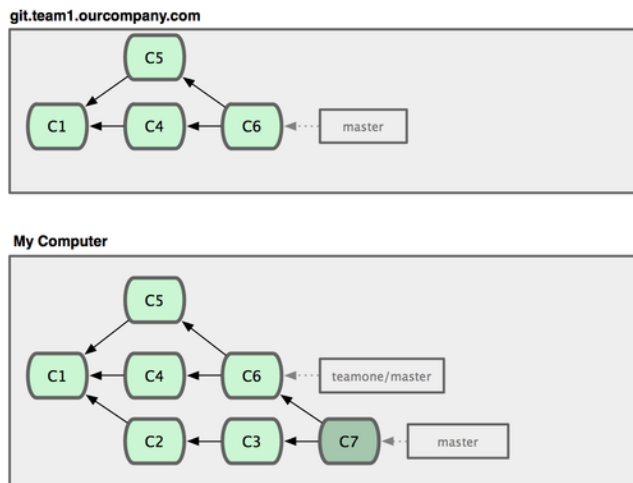 git.team1.ourcompany.com
C5
C1 C4 C6 master
My Computer
C5
C1 C4 C6 teamone/master
C2 C3 C7 master